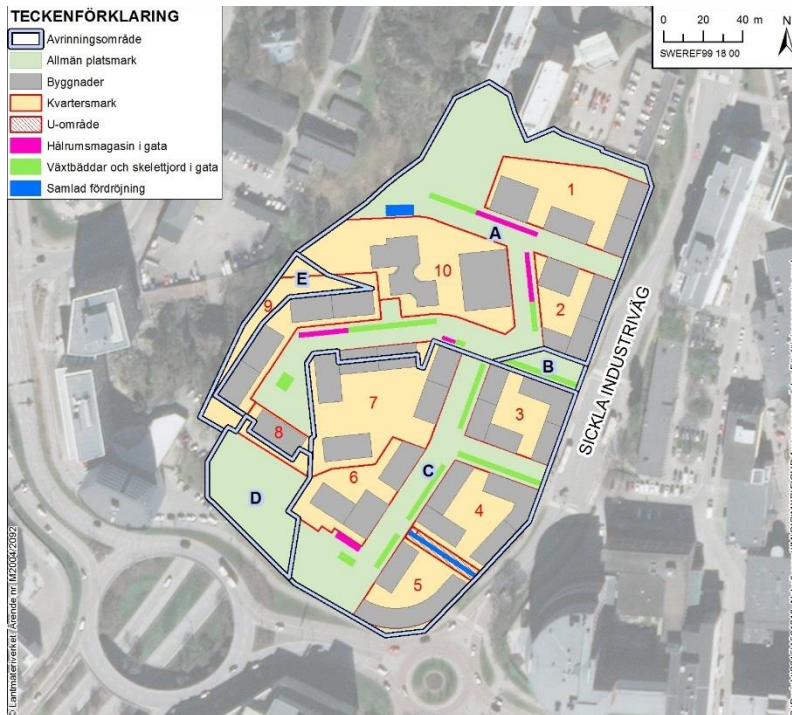 TECKENFÖRKLARING
Avrinningsområde
Allmän platsmark
Byggnader
Kvartersmark
U-område
Hålrumsmagasin i gata
Växtbäddar och skelettjord i gata
Samlad fördröjning
0 20 40 m
SWEREF99 18 00
N
1
A
10
2
E
9
B
7
3
SICKLA INDUSTRIVÄG
8
C
6
D
4
5
© Lantmäteriverket. Ärende nr M2004/2092